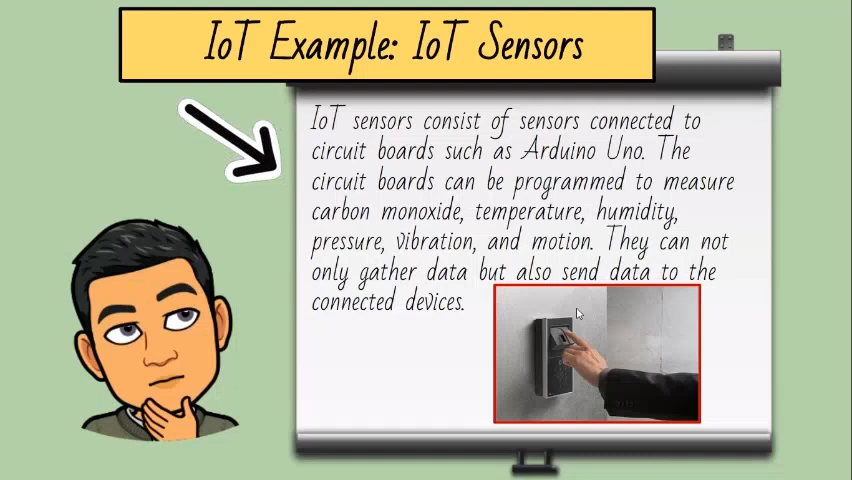 IoT Example: IoT Sensors
IoT sensors consist of sensors connected to
circuit boards such as Arduino Uno. The
circuit boards can be programmed to measure
carbon monoxide, temperature, humidity,
pressure, vibration, and motion. They can not
only gather data but also send data to the
connected devices.